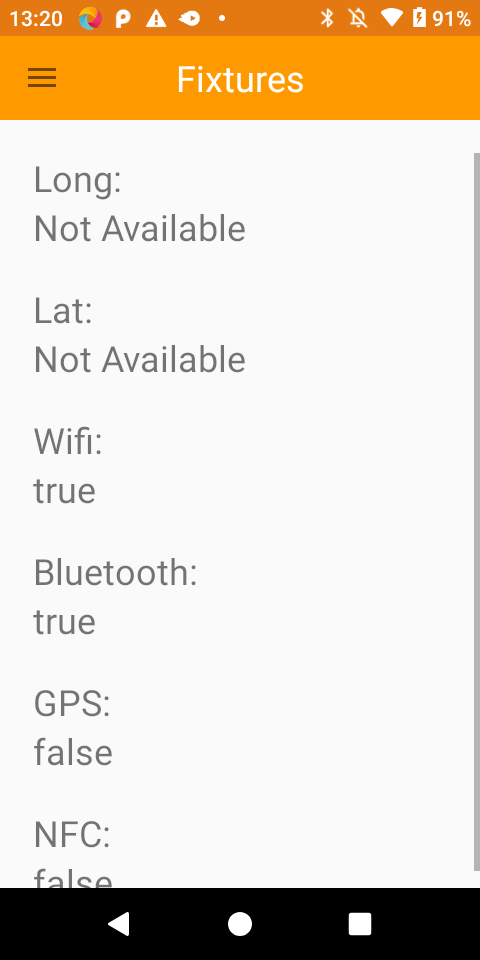 13:20
91%
Fixtures
Long:
Not Available
Lat:
Not Available
Wifi:
true
Bluetooth:
true
GPS:
false
NFC:
false